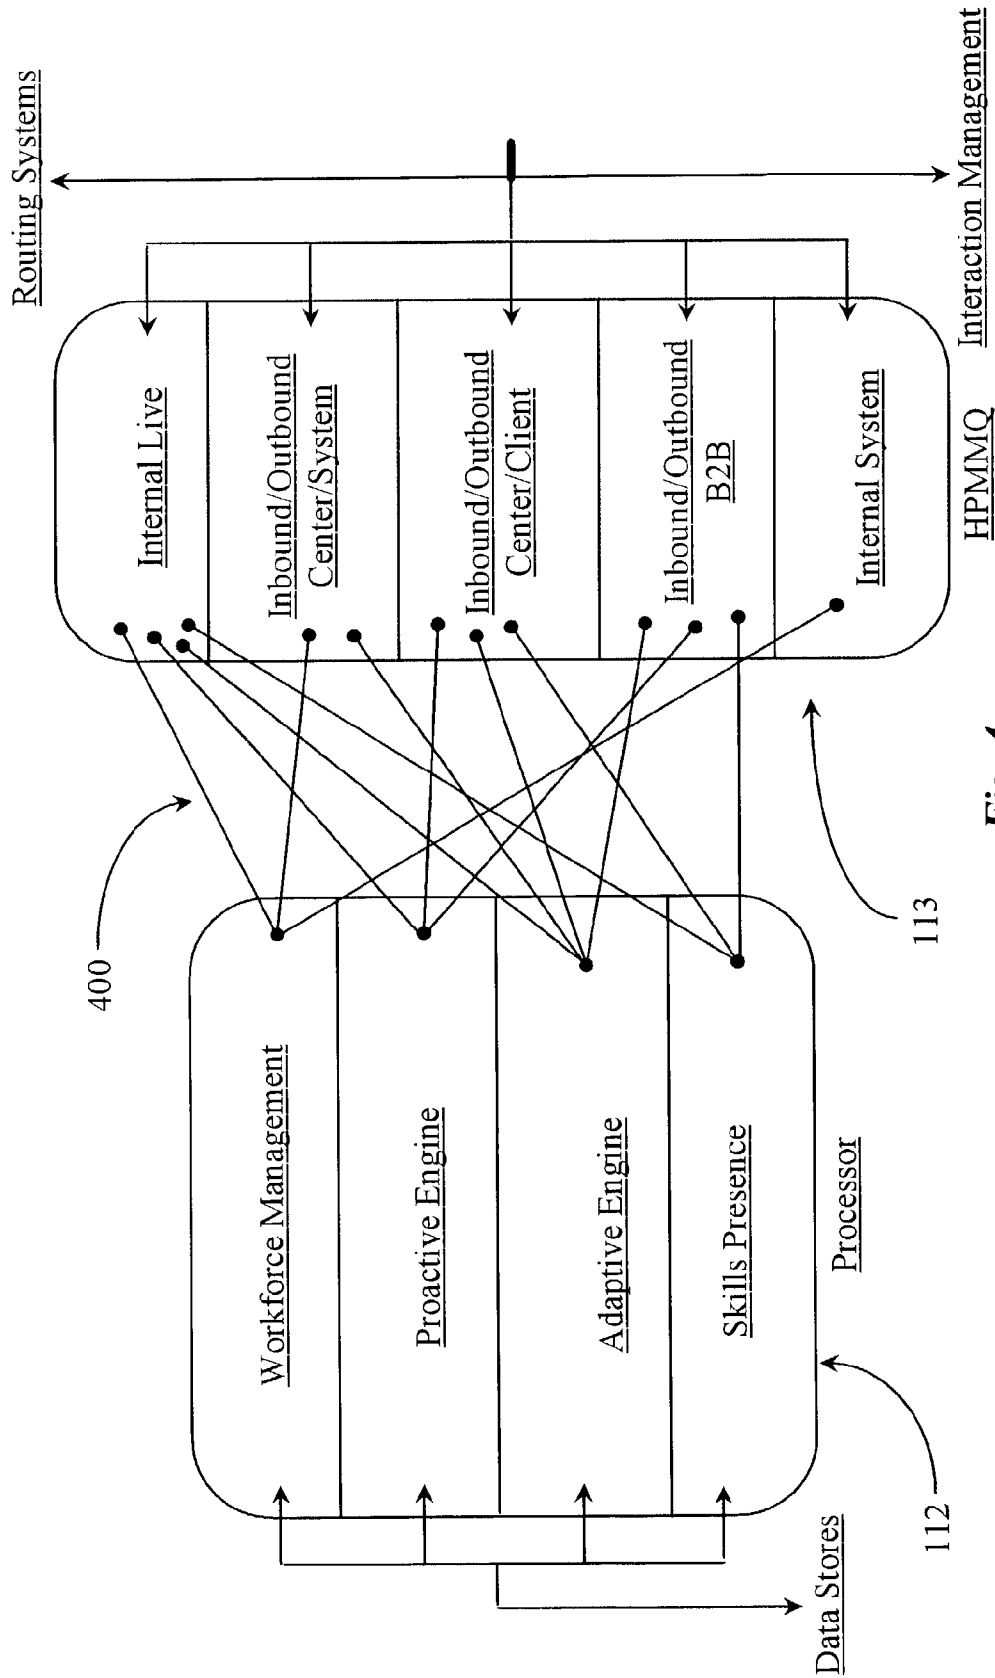 Routing Systems
Internal Live
Inbound/Outbound
Center/System
Inbound/Outbound
Center/Client
Inbound/Outbound
B2B
Internal System
HPMMQ
Interaction Management
400
113
Workforce Management
Proactive Engine
Adaptive Engine
Skills Presence
Processor
112
Data Stores